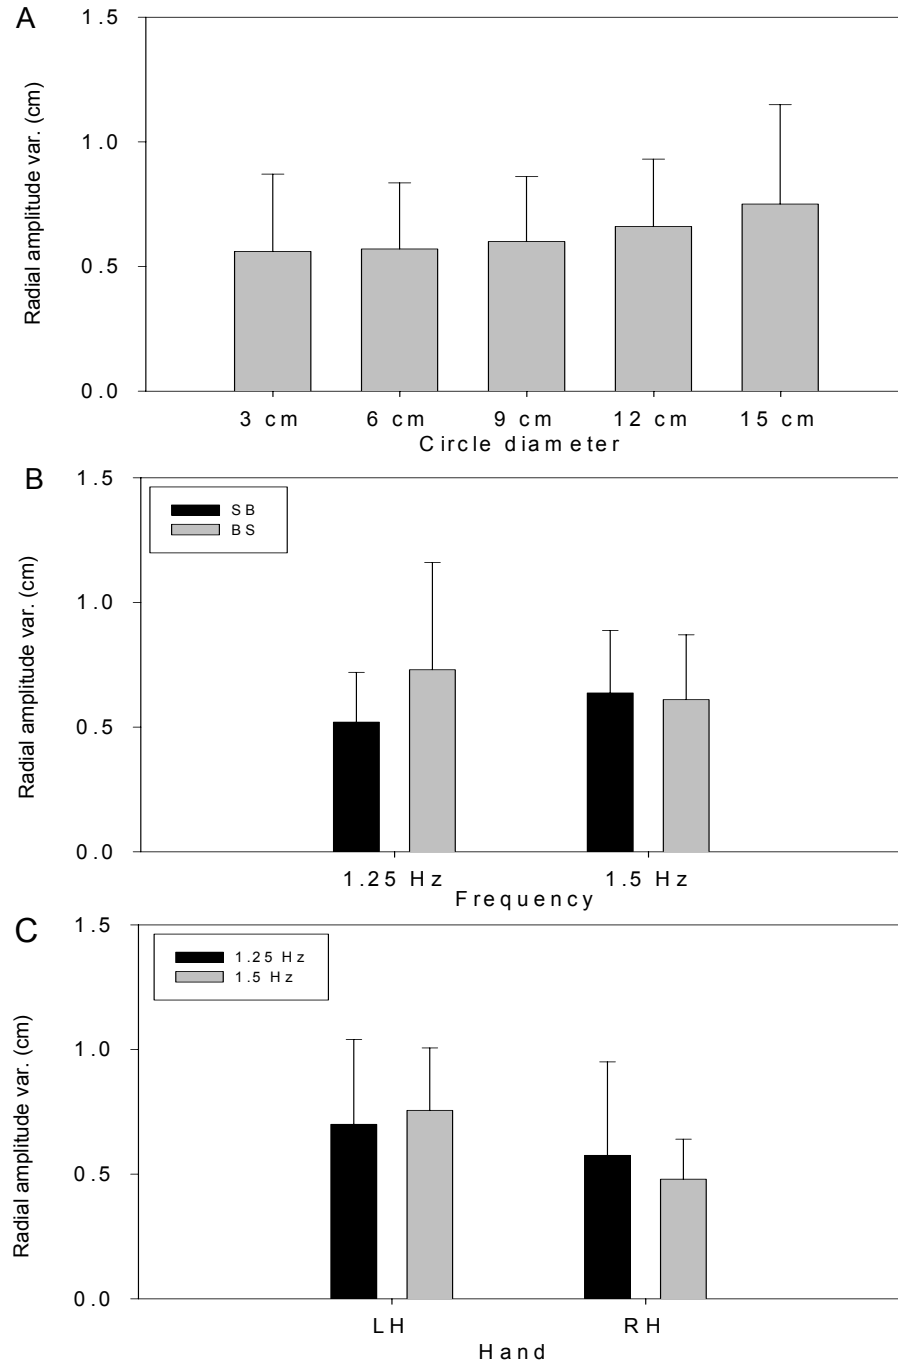 A
Radial amplitude var. (cm)
1.5
1.0
0.5
0.0
3 cm 6 cm 9 cm 12 cm 15 cm
Circle diameter
B
Radial amplitude var. (cm)
1.5
1.0
0.5
0.0
SB
BS
1.25 Hz 1.5 Hz
Frequency
C
Radial amplitude var. (cm)
1.5
1.0
0.5
0.0
1.25 Hz
1.5 Hz
LH RH
Hand